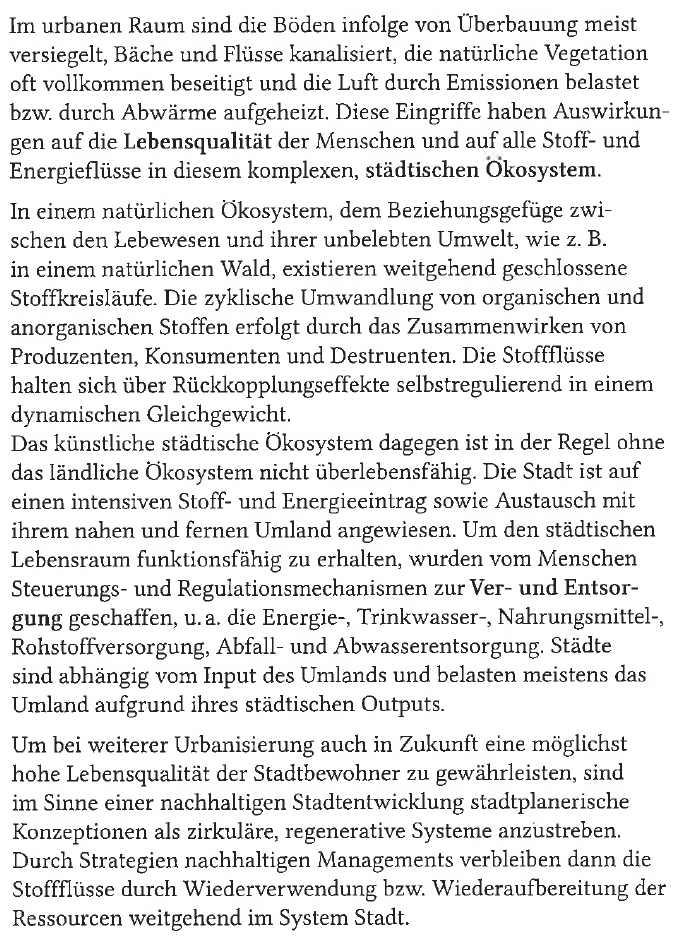 Im urbanen Raum sind die Böden infolge von Überbauung meist
versiegelt, Bäche und Flüsse kanalisiert, die natürliche Vegetation
oft vollkommen beseitigt und die Luft durch Emissionen belastet
bzw. durch Abwärme aufgeheizt. Diese Eingriffe haben Auswirkun-
gen auf die Lebensqualität der Menschen und auf alle Stoff- und
Energieflüsse in diesem komplexen, städtischen Ökosystem.
In einem natürlichen Ökosystem, dem Beziehungsgefüge zwi-
schen den Lebewesen und ihrer unbelebten Umwelt, wie z. B.
in einem natürlichen Wald, existieren weitgehend geschlossene
Stoffkreisläufe. Die zyklische Umwandlung von organischen und
anorganischen Stoffen erfolgt durch das Zusammenwirken von
Produzenten, Konsumenten und Destruenten. Die Stoffflüsse
halten sich über Rückkopplungseffekte selbstregulierend in einem
dynamischen Gleichgewicht.
Das künstliche städtische Ökosystem dagegen ist in der Regel ohne
das ländliche Ökosystem nicht überlebensfähig. Die Stadt ist auf
einen intensiven Stoff- und Energieeintrag sowie Austausch mit
ihrem nahen und fernen Umland angewiesen. Um den städtischen
Lebensraum funktionsfähig zu erhalten, wurden vom Menschen
Steuerungs- und Regulationsmechanismen zur Ver- und Entsor-
gung geschaffen, u. a. die Energie-, Trinkwasser-, Nahrungsmittel-,
Rohstoffversorgung, Abfall- und Abwasserentsorgung. Städte
sind abhängig vom Input des Umlands und belasten meistens das
Umland aufgrund ihres städtischen Outputs.
Um bei weiterer Urbanisierung auch in Zukunft eine möglichst
hohe Lebensqualität der Stadtbewohner zu gewährleisten, sind
im Sinne einer nachhaltigen Stadtentwicklung stadtplanerische
Konzeptionen als zirkuläre, regenerative Systeme anzustreben.
Durch Strategien nachhaltigen Managements verbleiben dann die
Stoffflüsse durch Wiederverwendung bzw. Wiederaufbereitung der
Ressourcen weitgehend im System Stadt.